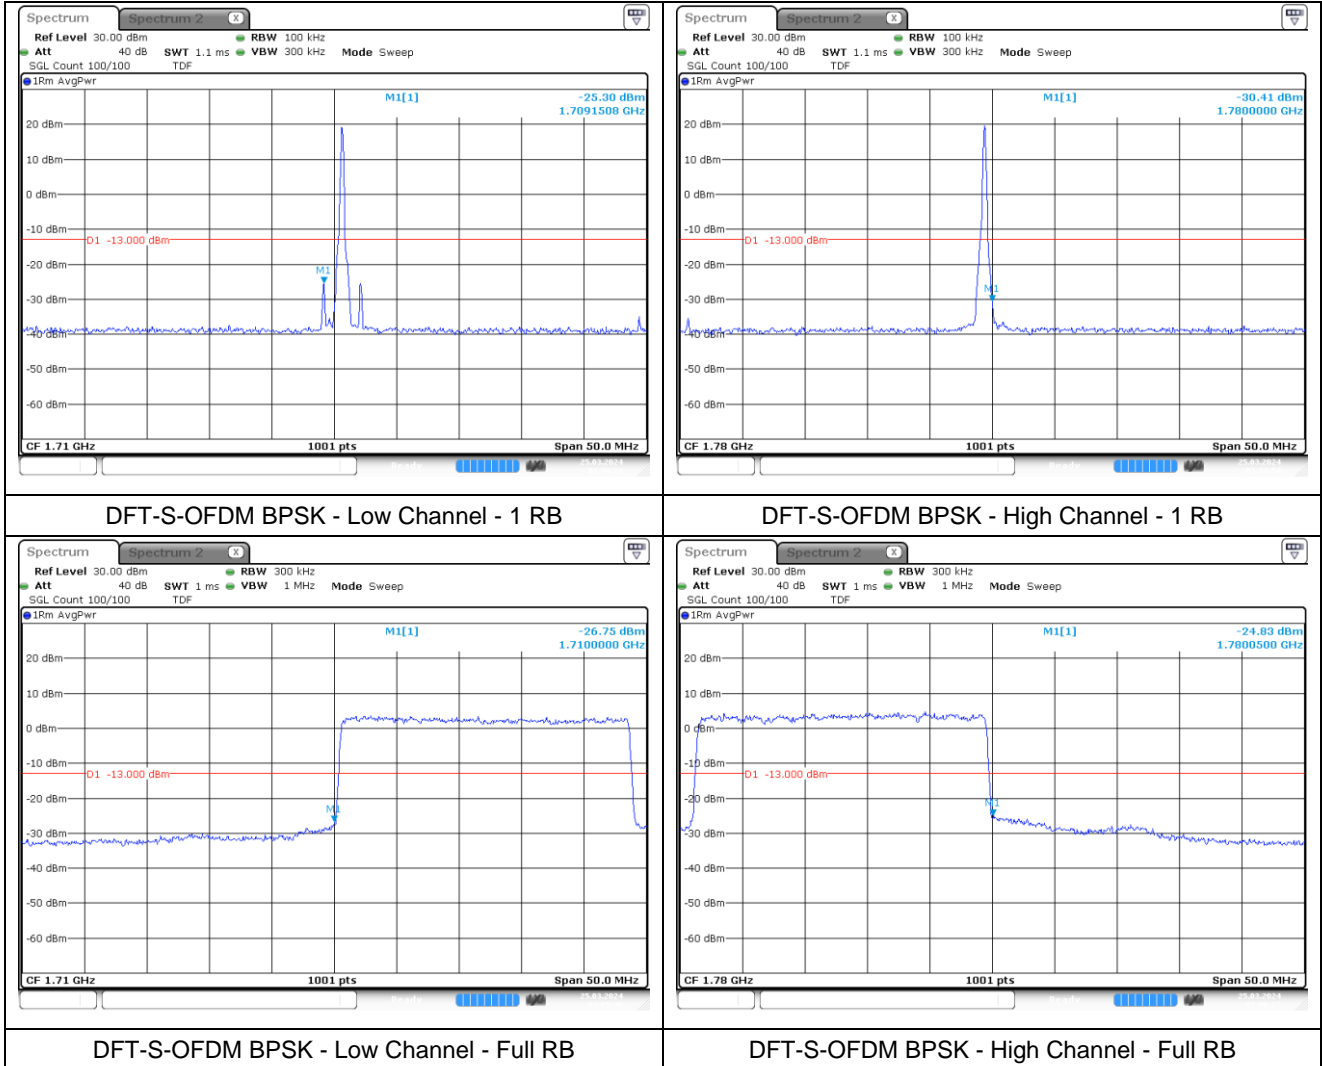 Spectrum Spectrum 2 X
Ref Level 30.00 dBm RBW 100 kHz
Att 40 dB SWT 1.1 ms VBW 300 kHz Mode Sweep
SGL Count 100/100 TDF
1Rm AvgPwr
M1[1] -25.30 dBm
1.7091508 GHz
20 dBm
10 dBm
0 dBm
-10 dBm
D1 -13.000 dBm
-20 dBm
M1
-30 dBm
-40 dBm
-50 dBm
-60 dBm
CF 1.71 GHz 1001 pts Span 50.0 MHz
Ready 25.03.2024
DFT-S-OFDM BPSK - Low Channel - 1 RB
Spectrum Spectrum 2 X
Ref Level 30.00 dBm RBW 100 kHz
Att 40 dB SWT 1.1 ms VBW 300 kHz Mode Sweep
SGL Count 100/100 TDF
1Rm AvgPwr
M1[1] -30.41 dBm
1.7800000 GHz
20 dBm
10 dBm
0 dBm
-10 dBm
D1 -13.000 dBm
-20 dBm
M1
-30 dBm
-40 dBm
-50 dBm
-60 dBm
CF 1.78 GHz 1001 pts Span 50.0 MHz
Ready 25.03.2024
DFT-S-OFDM BPSK - High Channel - 1 RB
Spectrum Spectrum 2 X
Ref Level 30.00 dBm RBW 300 kHz
Att 40 dB SWT 1 ms VBW 1 MHz Mode Sweep
SGL Count 100/100 TDF
1Rm AvgPwr
M1[1] -26.75 dBm
1.7100000 GHz
20 dBm
10 dBm
0 dBm
-10 dBm
D1 -13.000 dBm
-20 dBm
M1
-30 dBm
-40 dBm
-50 dBm
-60 dBm
CF 1.71 GHz 1001 pts Span 50.0 MHz
Ready 25.03.2024
DFT-S-OFDM BPSK - Low Channel - Full RB
Spectrum Spectrum 2 X
Ref Level 30.00 dBm RBW 300 kHz
Att 40 dB SWT 1 ms VBW 1 MHz Mode Sweep
SGL Count 100/100 TDF
1Rm AvgPwr
M1[1] -24.83 dBm
1.7800500 GHz
20 dBm
10 dBm
0 dBm
-10 dBm
D1 -13.000 dBm
-20 dBm
M1
-30 dBm
-40 dBm
-50 dBm
-60 dBm
CF 1.78 GHz 1001 pts Span 50.0 MHz
Ready 25.03.2024
DFT-S-OFDM BPSK - High Channel - Full RB